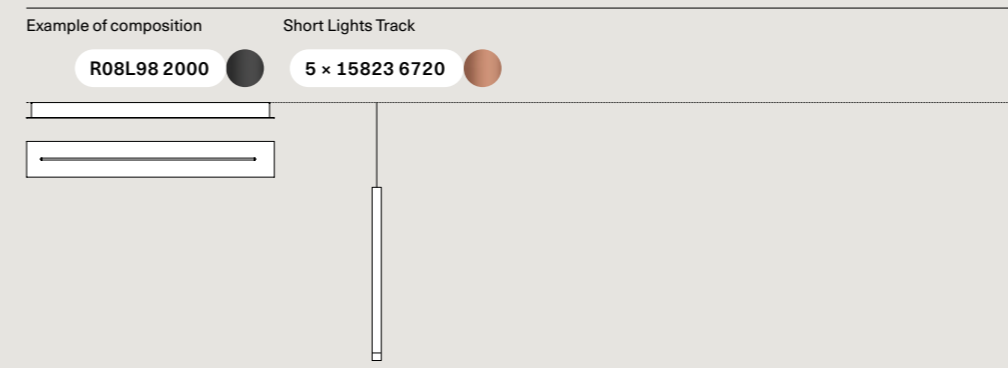 Example of composition
Short Lights Track
R08L98 2000
5 × 15823 6720